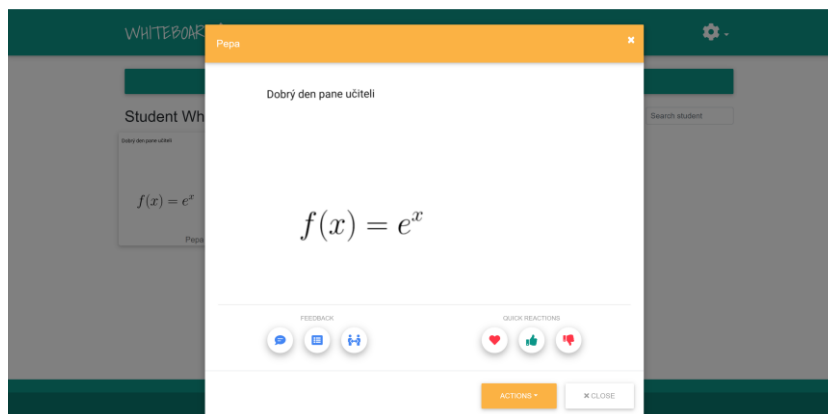 WHITEBOAR
Pepa
Dobrý den pane učiteli
Student Wh
Search student
Dobrý den pane učiteli
f(x) = e^x
Pepa
f(x) = e^x
FEEDBACK
QUICK REACTIONS
ACTIONS
CLOSE